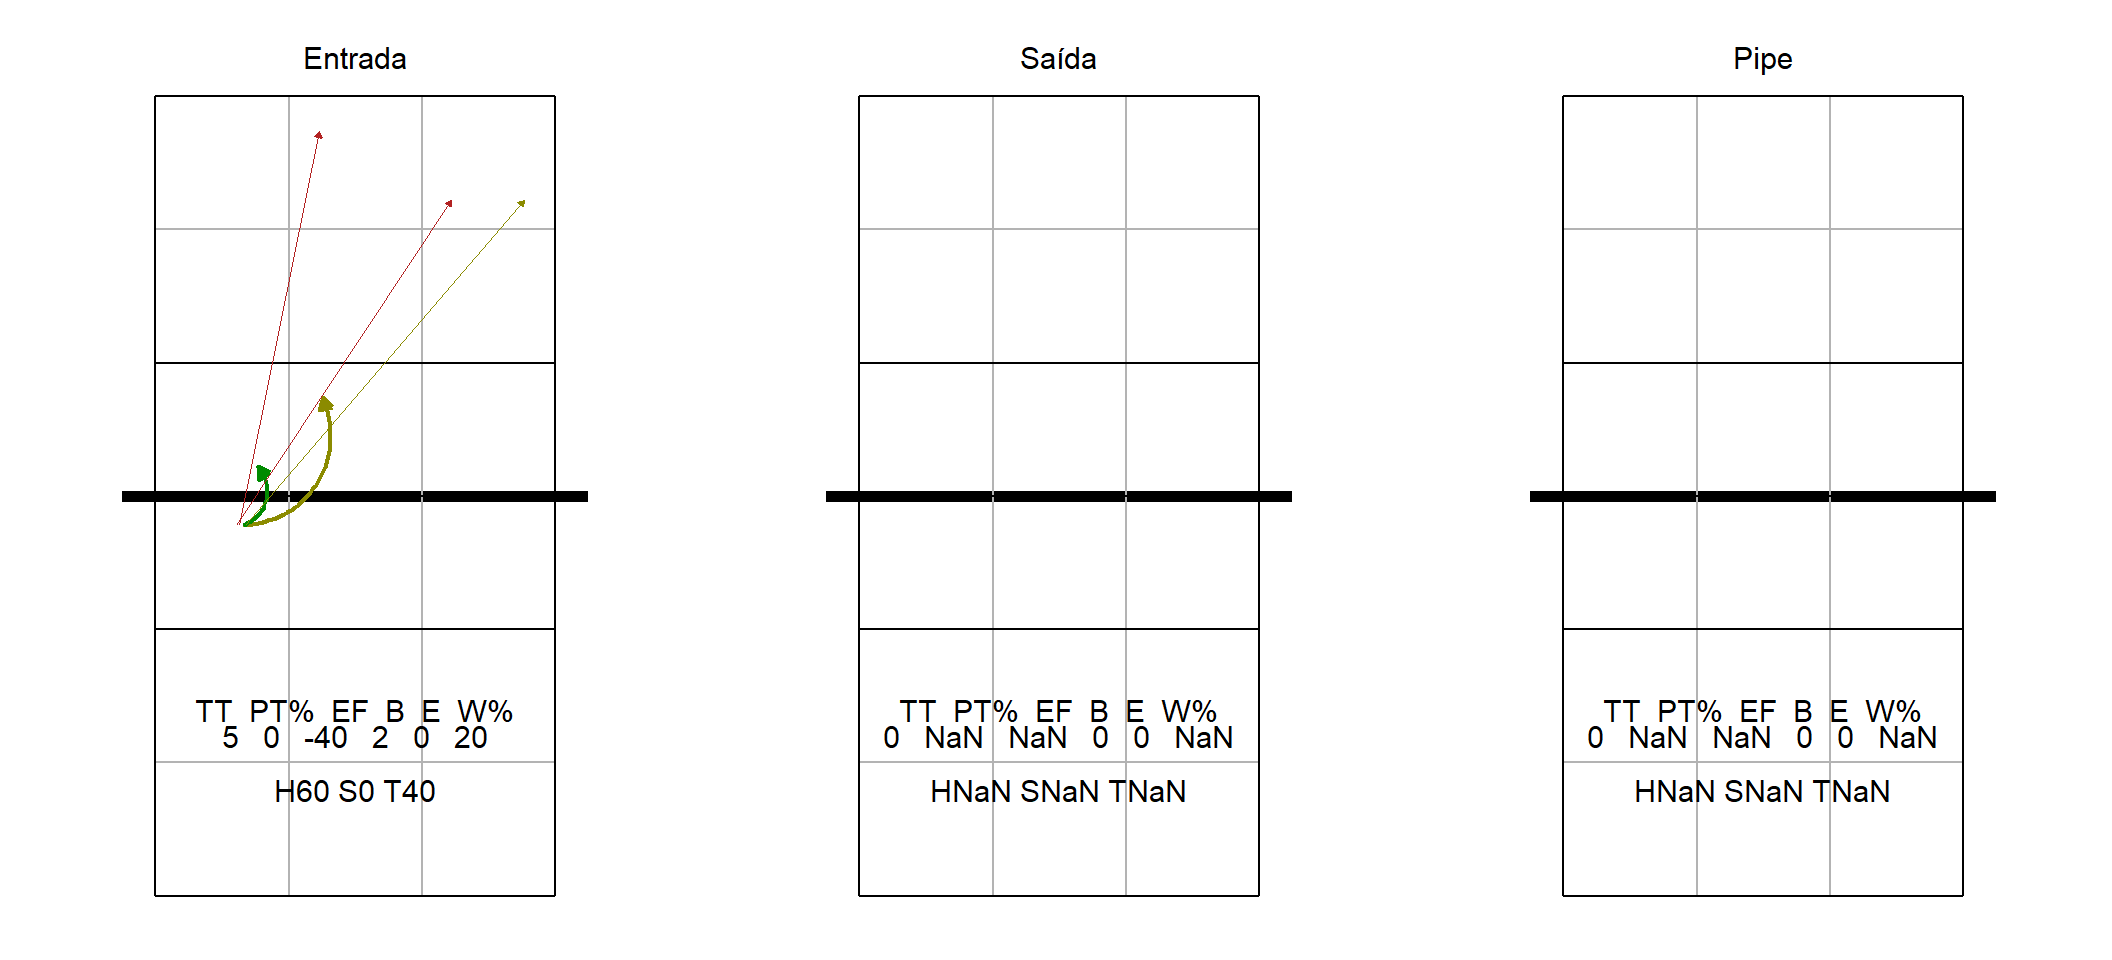 Entrada
TT PT% EF B E W%
5 0 -40 2 0 20
H60 S0 T40
Saída
TT PT% EF B E W%
0 NaN NaN 0 0 NaN
HNaN SNaN TNaN
Pipe
TT PT% EF B E W%
0 NaN NaN 0 0 NaN
HNaN SNaN TNaN